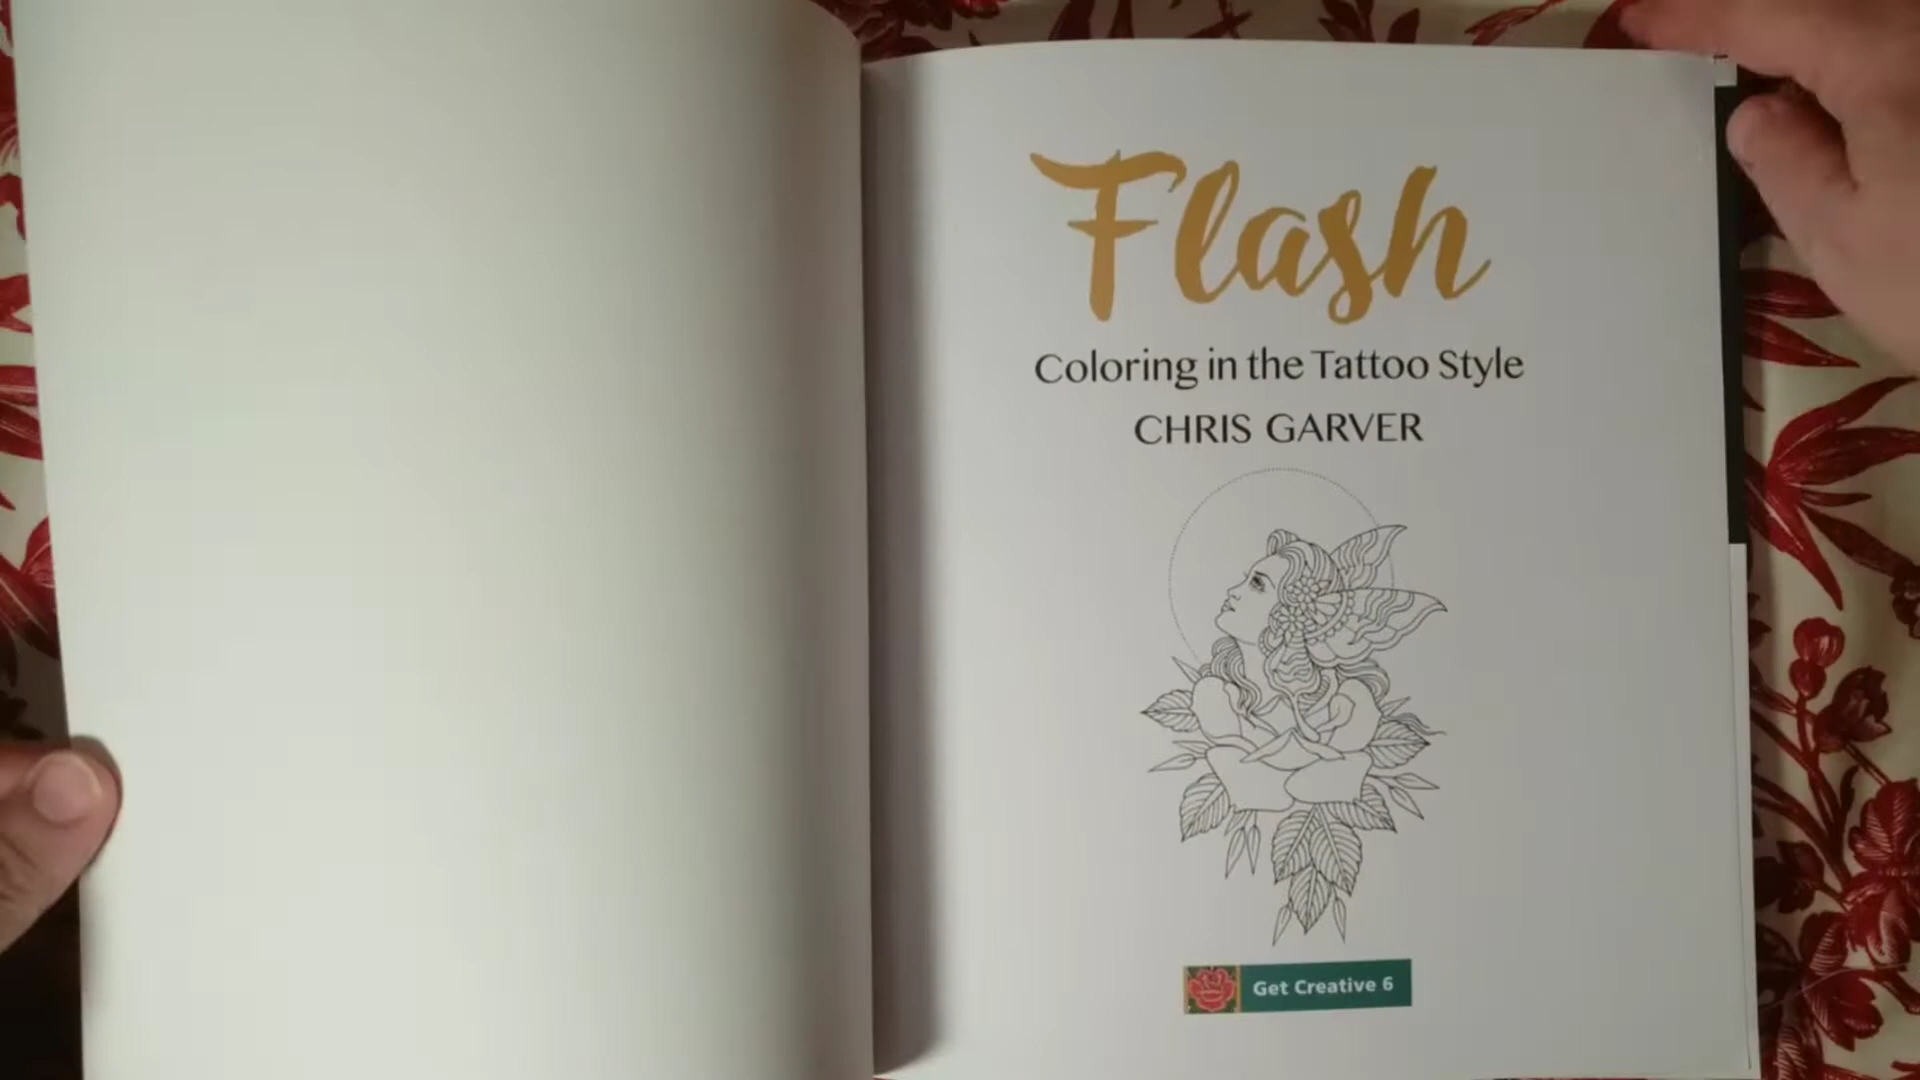 Flash
Coloring in the Tattoo Style
CHRIS GARVER
Get Creative 6